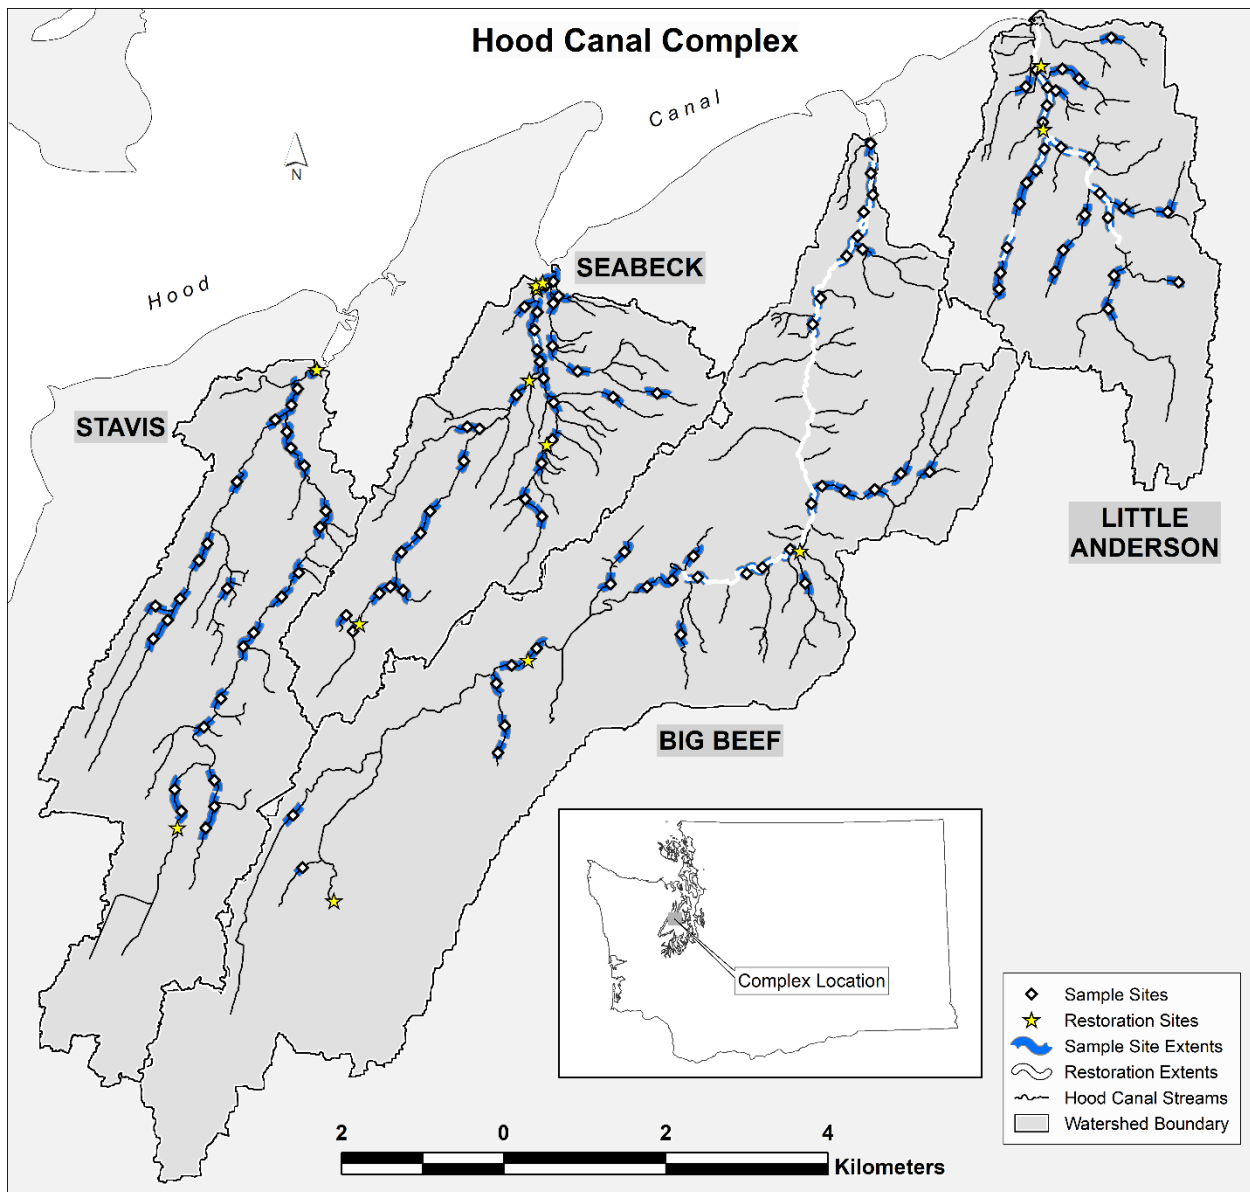 Hood Canal Complex
Canal
N
Hood
SEABECK
STAVIS
LITTLE
ANDERSON
BIG BEEF
Complex Location
Sample Sites
Restoration Sites
Sample Site Extents
Restoration Extents
Hood Canal Streams
Watershed Boundary
2 0 2 4
Kilometers